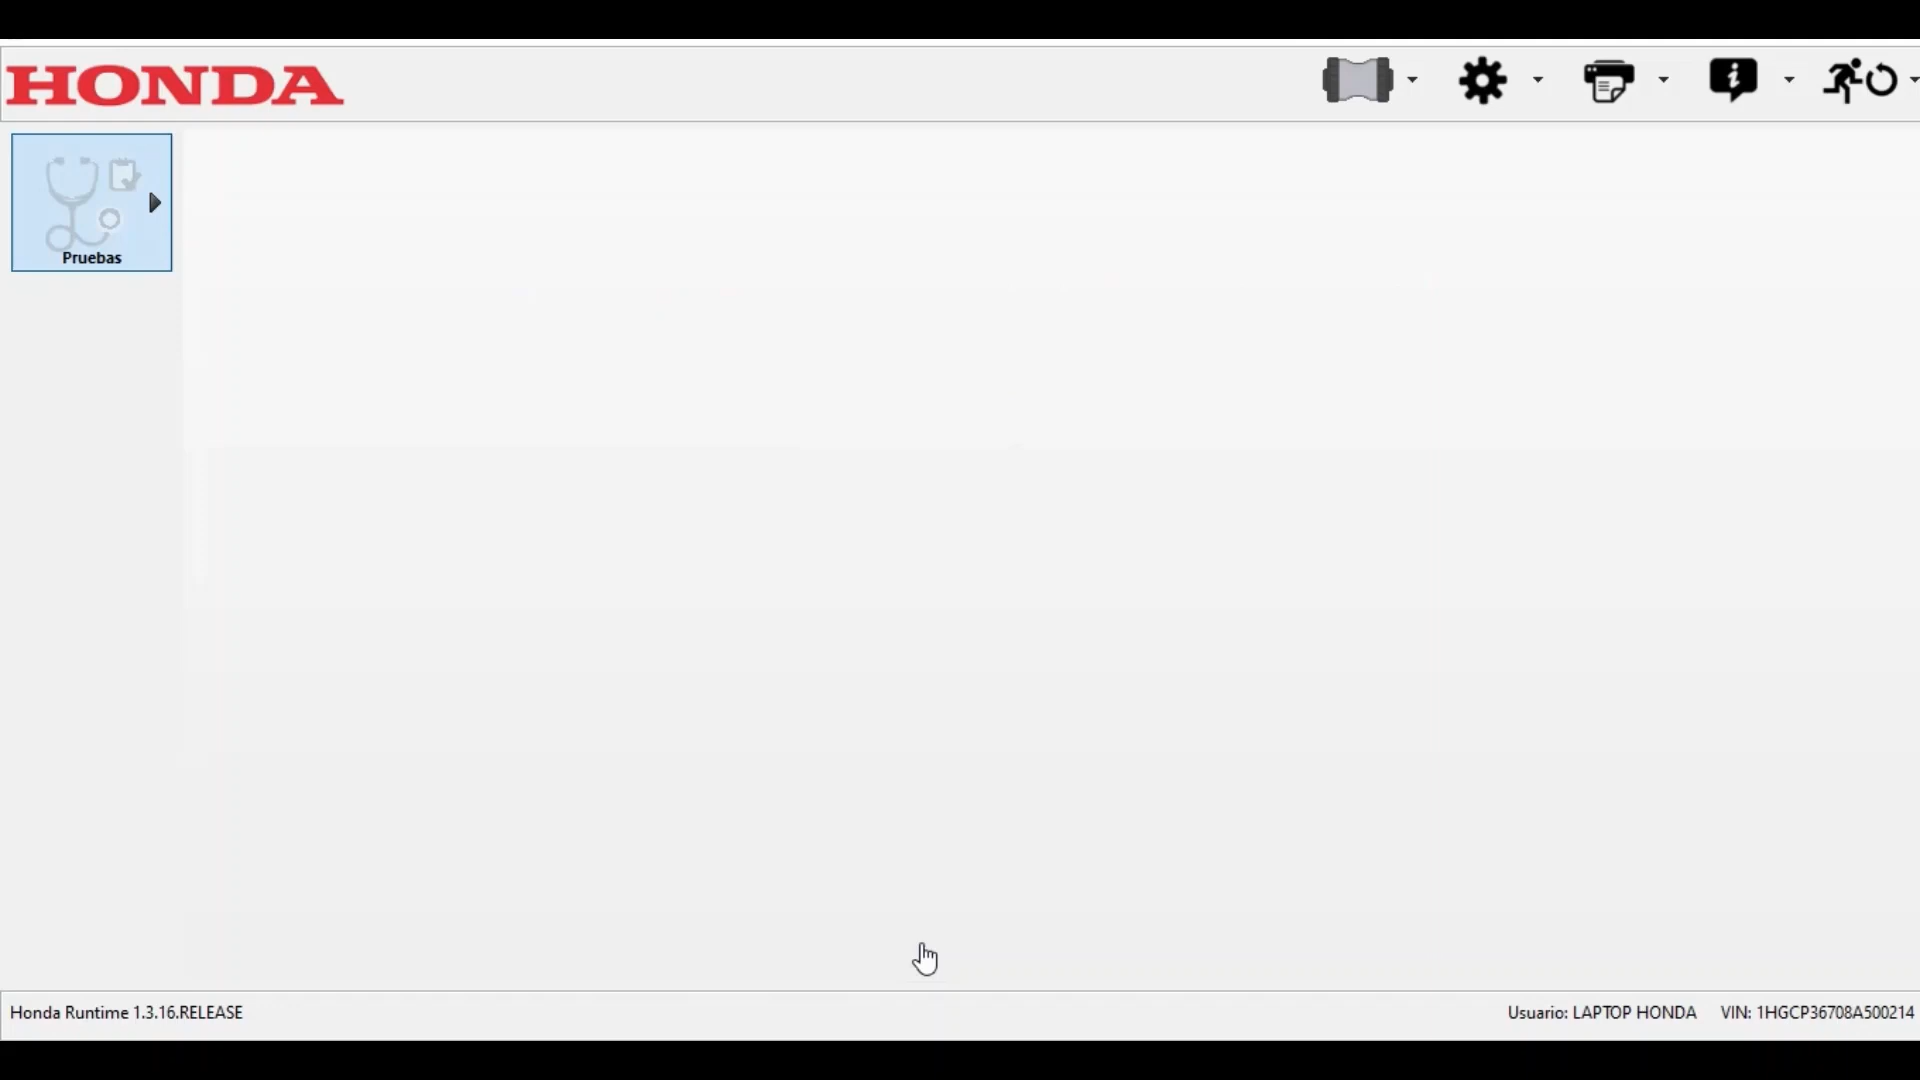 HONDA
Pruebas
Honda Runtime 1.3.16.RELEASE
Usuario: LAPTOP HONDA VIN: 1HGCP36708A500214